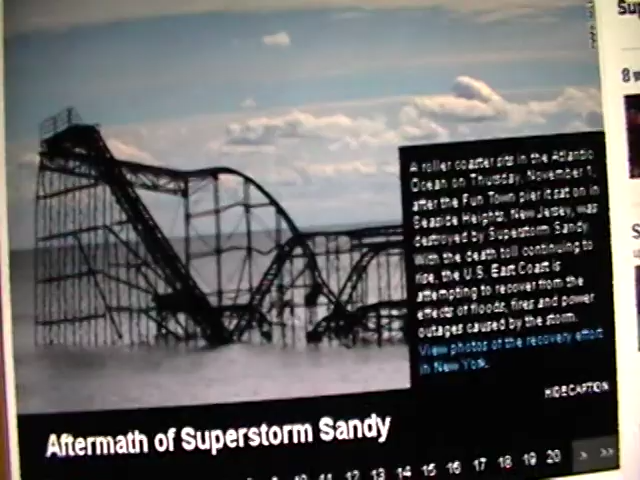 Sup
8
A roller coaster sits in the Atlantic
Ocean on Thursday, November 1,
after the Fun Town pier it sat on in
Seaside Heights, New Jersey, was
destroyed by Superstorm Sandy.
With the death toll continuing to
rise, the U.S. East Coast is
attempting to recover from the
effects of floods, fires and power
outages caused by the storm.
View photos of the recovery effort
in New York.
HIDE CAPTION
Aftermath of Superstorm Sandy
10 11 12 13 14 15 16 17 18 19 20 > >>